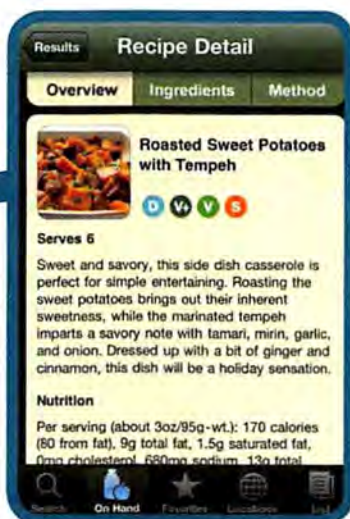 Results
Recipe Detail
Overview Ingredients Method
Roasted Sweet Potatoes
with Tempeh
D V+ V S
Serves 6
Sweet and savory, this side dish casserole is
perfect for simple entertaining. Roasting the
sweet potatoes brings out their inherent
sweetness, while the marinated tempeh
imparts a savory note with tamari, mirin, garlic,
and onion. Dressed up with a bit of ginger and
cinnamon, this dish will be a holiday sensation.
Nutrition
Per serving (about 3oz/95g-wt.): 170 calories
(80 from fat), 9g total fat, 1.5g saturated fat,
0mg cholesterol, 680mg sodium, 13g total
Search On Hand Favorites Locations List